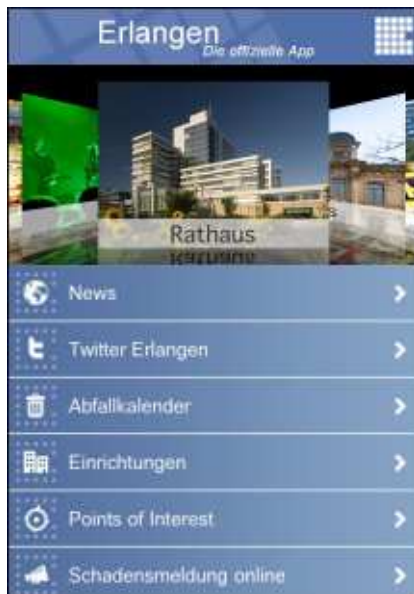 Erlangen
Die offizielle App
Rathaus
News
Twitter Erlangen
Abfallkalender
Einrichtungen
Points of Interest
Schadensmeldung online